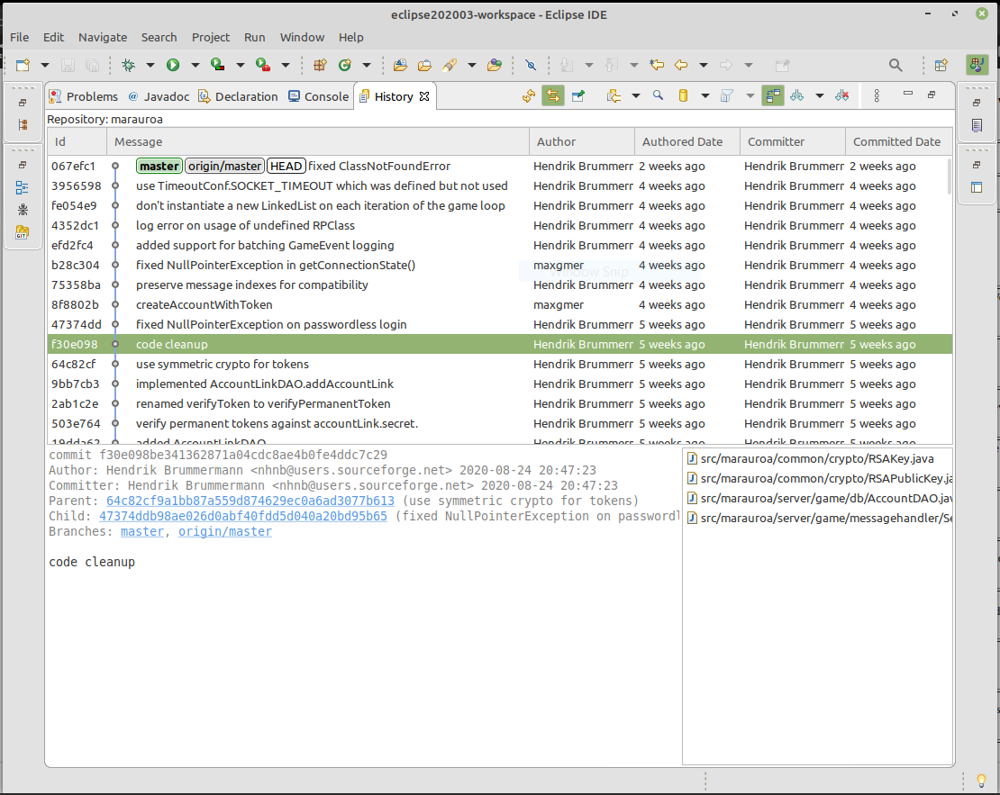 eclipse202003-workspace - Eclipse IDE
File Edit Navigate Search Project Run Window Help
Problems @ Javadoc Declaration Console History
Repository: marauroa
Id Message Author Authored Date Committer Committed Date
067efc1 master origin/master HEAD fixed ClassNotFoundError Hendrik Brummerr 2 weeks ago Hendrik Brummerr 2 weeks ago
3956598 use TimeoutConf.SOCKET_TIMEOUT which was defined but not used Hendrik Brummerr 4 weeks ago Hendrik Brummerr 4 weeks ago
fe054e9 don't instantiate a new LinkedList on each iteration of the game loop Hendrik Brummerr 4 weeks ago Hendrik Brummerr 4 weeks ago
4352dc1 log error on usage of undefined RPClass Hendrik Brummerr 4 weeks ago Hendrik Brummerr 4 weeks ago
efd2fc4 added support for batching GameEvent logging Hendrik Brummerr 4 weeks ago Hendrik Brummerr 4 weeks ago
b28c304 fixed NullPointerException in getConnectionState() maxgmer 4 weeks ago Hendrik Brummerr 4 weeks ago
Window Snip
75358ba preserve message indexes for compatibility Hendrik Brummerr 4 weeks ago Hendrik Brummerr 4 weeks ago
8f8802b createAccountWithToken maxgmer 4 weeks ago Hendrik Brummerr 4 weeks ago
47374dd fixed NullPointerException on passwordless login Hendrik Brummerr 5 weeks ago Hendrik Brummerr 5 weeks ago
f30e098 code cleanup Hendrik Brummerr 5 weeks ago Hendrik Brummerr 5 weeks ago
64c82cf use symmetric crypto for tokens Hendrik Brummerr 5 weeks ago Hendrik Brummerr 5 weeks ago
9bb7cb3 implemented AccountLinkDAO.addAccountLink Hendrik Brummerr 5 weeks ago Hendrik Brummerr 5 weeks ago
2ab1c2e renamed verifyToken to verifyPermanentToken Hendrik Brummerr 5 weeks ago Hendrik Brummerr 5 weeks ago
503e764 verify permanent tokens against accountLink.secret. Hendrik Brummerr 5 weeks ago Hendrik Brummerr 5 weeks ago
19dda62 added AccountLinkDAO
commit f30e098be341362871a04cdc8ae4b0fe4ddc7c29
Author: Hendrik Brummermann <nhnb@users.sourceforge.net> 2020-08-24 20:47:23
Committer: Hendrik Brummermann <nhnb@users.sourceforge.net> 2020-08-24 20:47:23
Parent: 64c82cf9a1bb87a559d874629ec0a6ad3077b613 (use symmetric crypto for tokens)
Child: 47374ddb98ae026d0abf40fdd5d040a20bd95b65 (fixed NullPointerException on passwordl
Branches: master, origin/master
code cleanup
src/marauroa/common/crypto/RSAKey.java
src/marauroa/common/crypto/RSAPublicKey.ja
src/marauroa/server/game/db/AccountDAO.jav
src/marauroa/server/game/messagehandler/Se
GIT